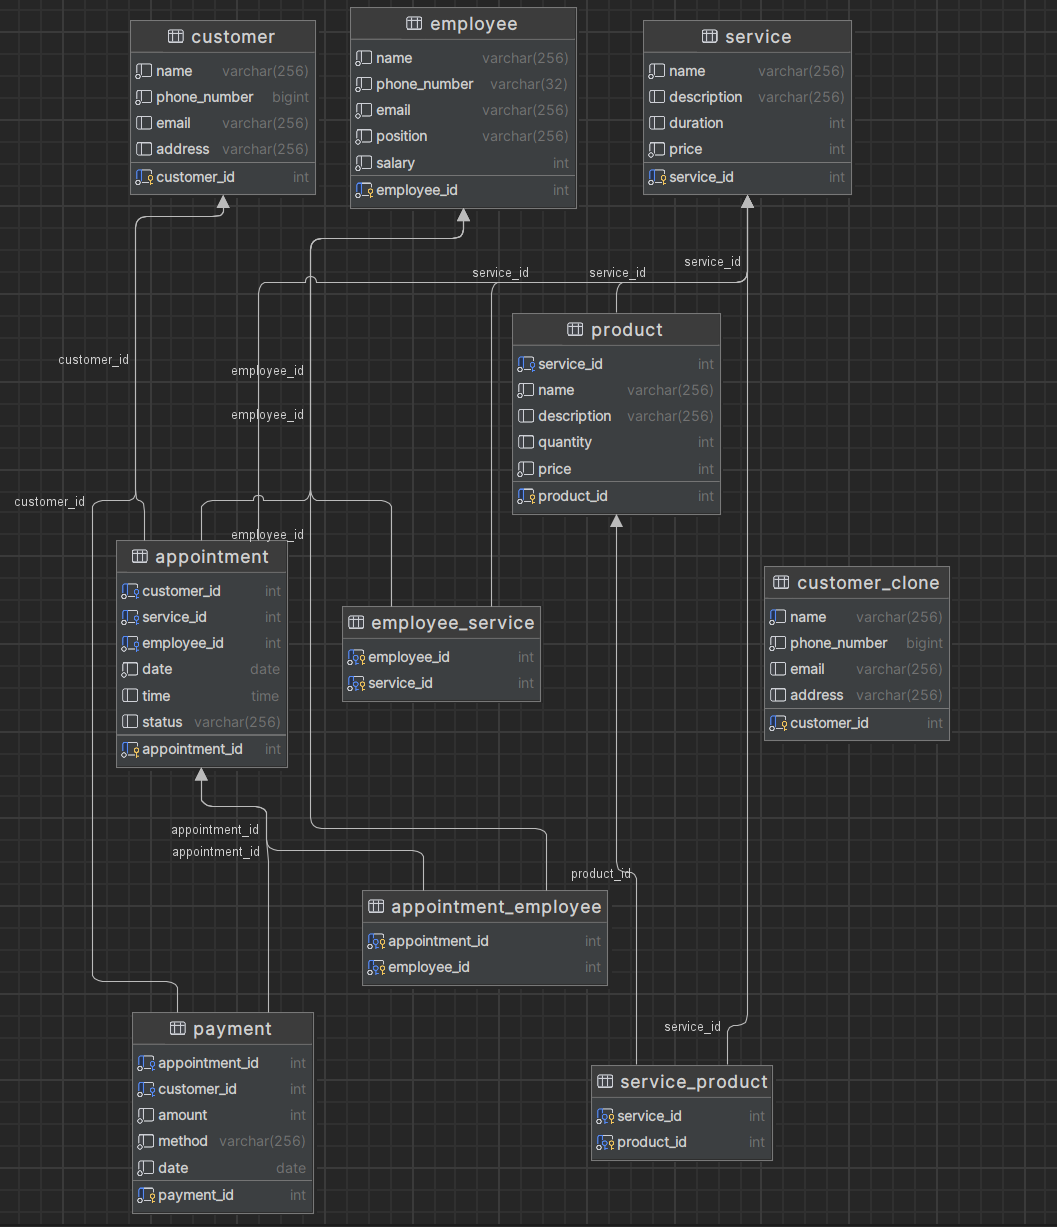 customer
name varchar(256)
phone_number bigint
email varchar(256)
address varchar(256)
customer_id int
employee
name varchar(256)
phone_number varchar(32)
email varchar(256)
position varchar(256)
salary int
employee_id int
service
name varchar(256)
description varchar(256)
duration int
price int
service_id int
service_id
service_id
service_id
customer_id
employee_id
employee_id
customer_id
employee_id
product
service_id int
name varchar(256)
description varchar(256)
quantity int
price int
product_id int
appointment
customer_id int
service_id int
employee_id int
date date
time time
status varchar(256)
appointment_id int
employee_service
employee_id int
service_id int
customer_clone
name varchar(256)
phone_number bigint
email varchar(256)
address varchar(256)
customer_id int
appointment_id
appointment_id
product_id
appointment_employee
appointment_id int
employee_id int
service_id
payment
appointment_id int
customer_id int
amount int
method varchar(256)
date date
payment_id int
service_product
service_id int
product_id int